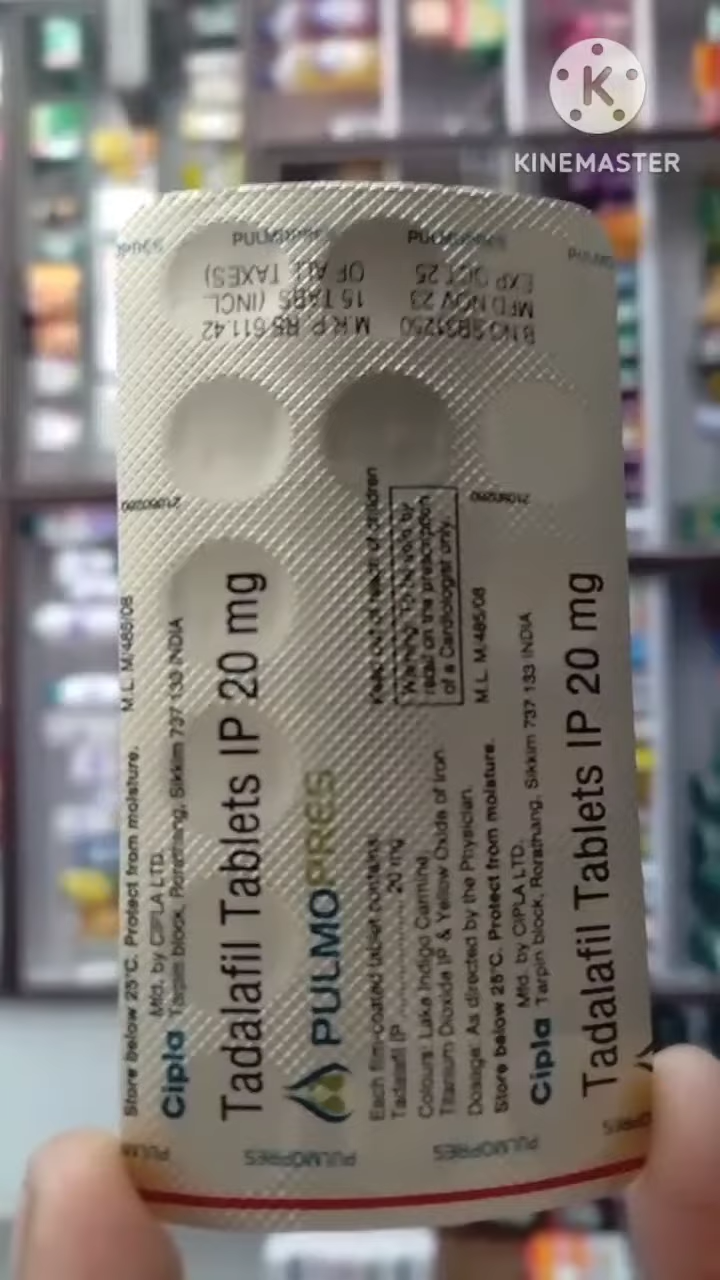 KINEMASTER
PULMOPRES
PULMOPRES
B.NO.SB31250
MFD NOV 23
EXP OCT 25
M.R.P. RS 611.42
15 TABS (INCL.
OF ALL TAXES)
21090260
21090260
Store below 25°C. Protect from moisture. M.L. M/485/08
Cipla
Mfd. by CIPLA LTD.
Tarpin block, Rorathang, Sikkim 737 133 INDIA
Tadalafil Tablets IP 20 mg
PULMOPRES
Each film-coated tablet contains:
Tadalafil IP .................. 20 mg
Colours: Lake Indigo Carmine,
Titanium Dioxide IP & Yellow Oxide of Iron
Dosage: As directed by the Physician.
Keep out of reach of children
Warning: To be sold by
retail on the prescription
of a Cardiologist only.
Store below 25°C. Protect from moisture. M.L. M/485/08
Cipla
Mfd. by CIPLA LTD.
Tarpin block, Rorathang, Sikkim 737 133 INDIA
Tadalafil Tablets IP 20 mg
PULMOPRES
PULMOPRES